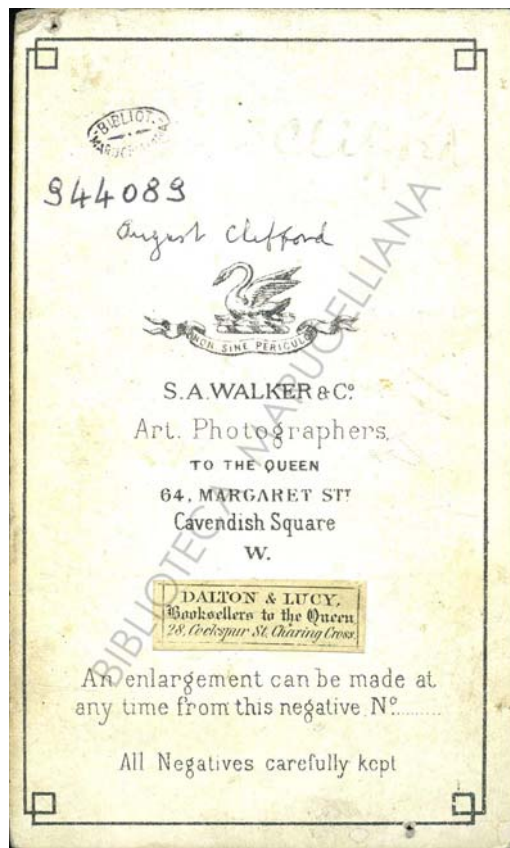 BIBLIOT.
MARUCELLIANA
944089
August Clifford
NON SINE PERICULO
S.A. WALKER & Cº
Art. Photographers.
TO THE QUEEN
64, MARGARET STT
Cavendish Square
W.
DALTON & LUCY,
Booksellers to the Queen
28, Cockspur St. Charing Cross.
An enlargement can be made at
any time from this negative Nº..........
All Negatives carefully kept
BIBLIOTECA MARUCELLIANA